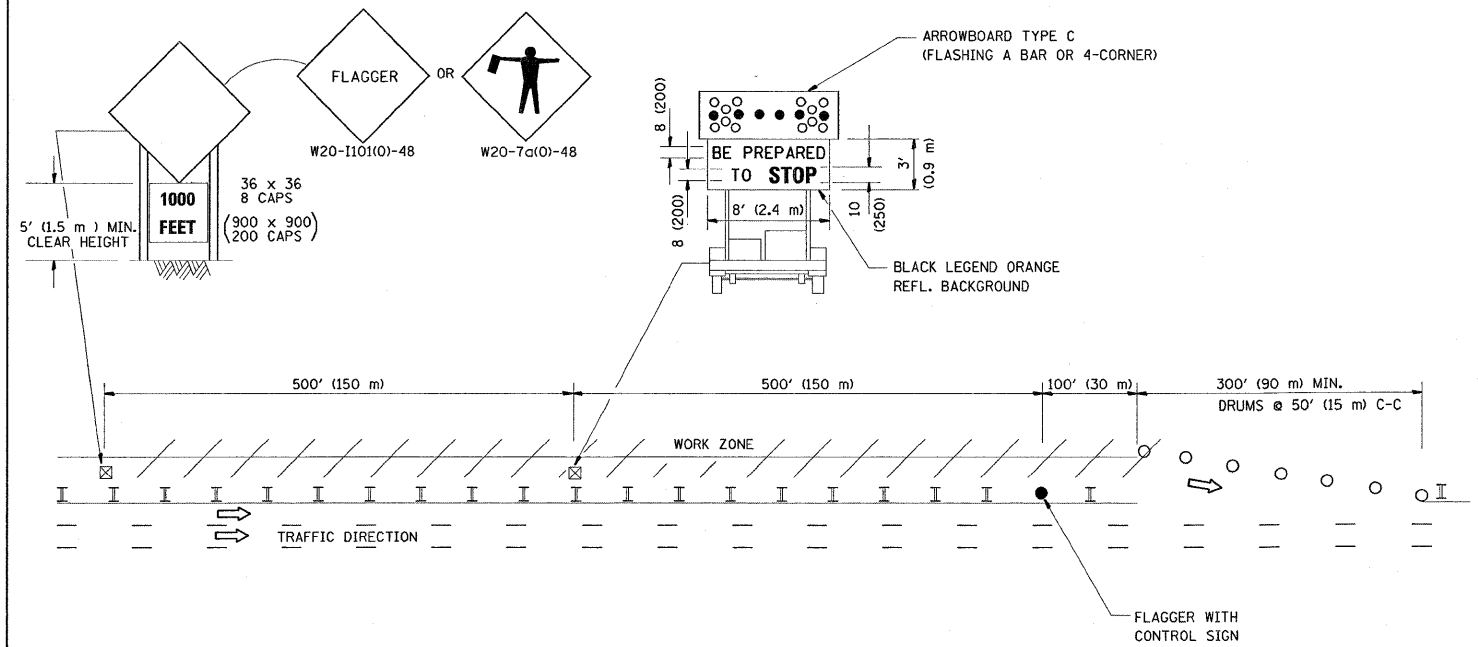 FLAGGER
OR
W20-I101(O)-48
W20-7a(O)-48
1000
FEET
36 x 36
8 CAPS
(900 x 900)
200 CAPS
5' (1.5 m ) MIN.
CLEAR HEIGHT
ARROWBOARD TYPE C
(FLASHING A BAR OR 4-CORNER)
8 (200)
BE PREPARED
TO STOP
3'
(0.9 m)
8 (200)
8' (2.4 m)
10
(250)
BLACK LEGEND ORANGE
REFL. BACKGROUND
500' (150 m)
500' (150 m)
100' (30 m)
300' (90 m) MIN.
DRUMS @ 50' (15 m) C-C
WORK ZONE
TRAFFIC DIRECTION
FLAGGER WITH
CONTROL SIGN